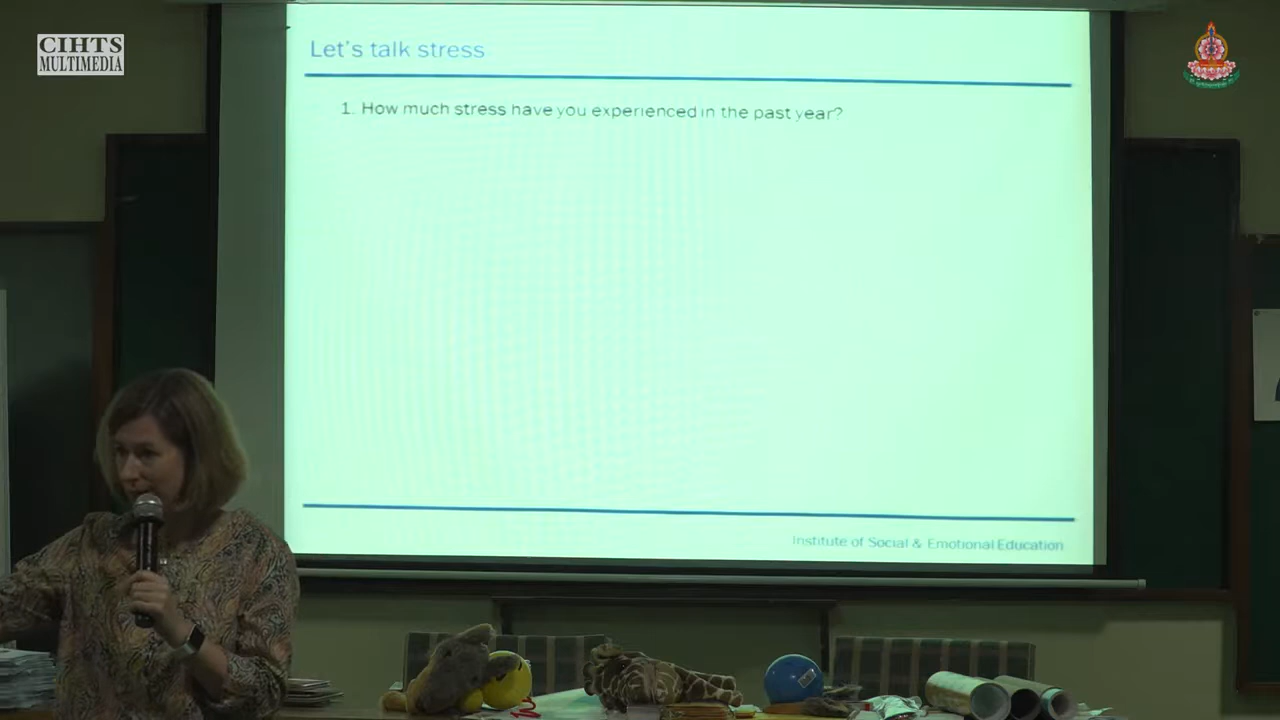 CIHTS
MULTIMEDIA
Let's talk stress
1. How much stress have you experienced in the past year?
Institute of Social & Emotional Education